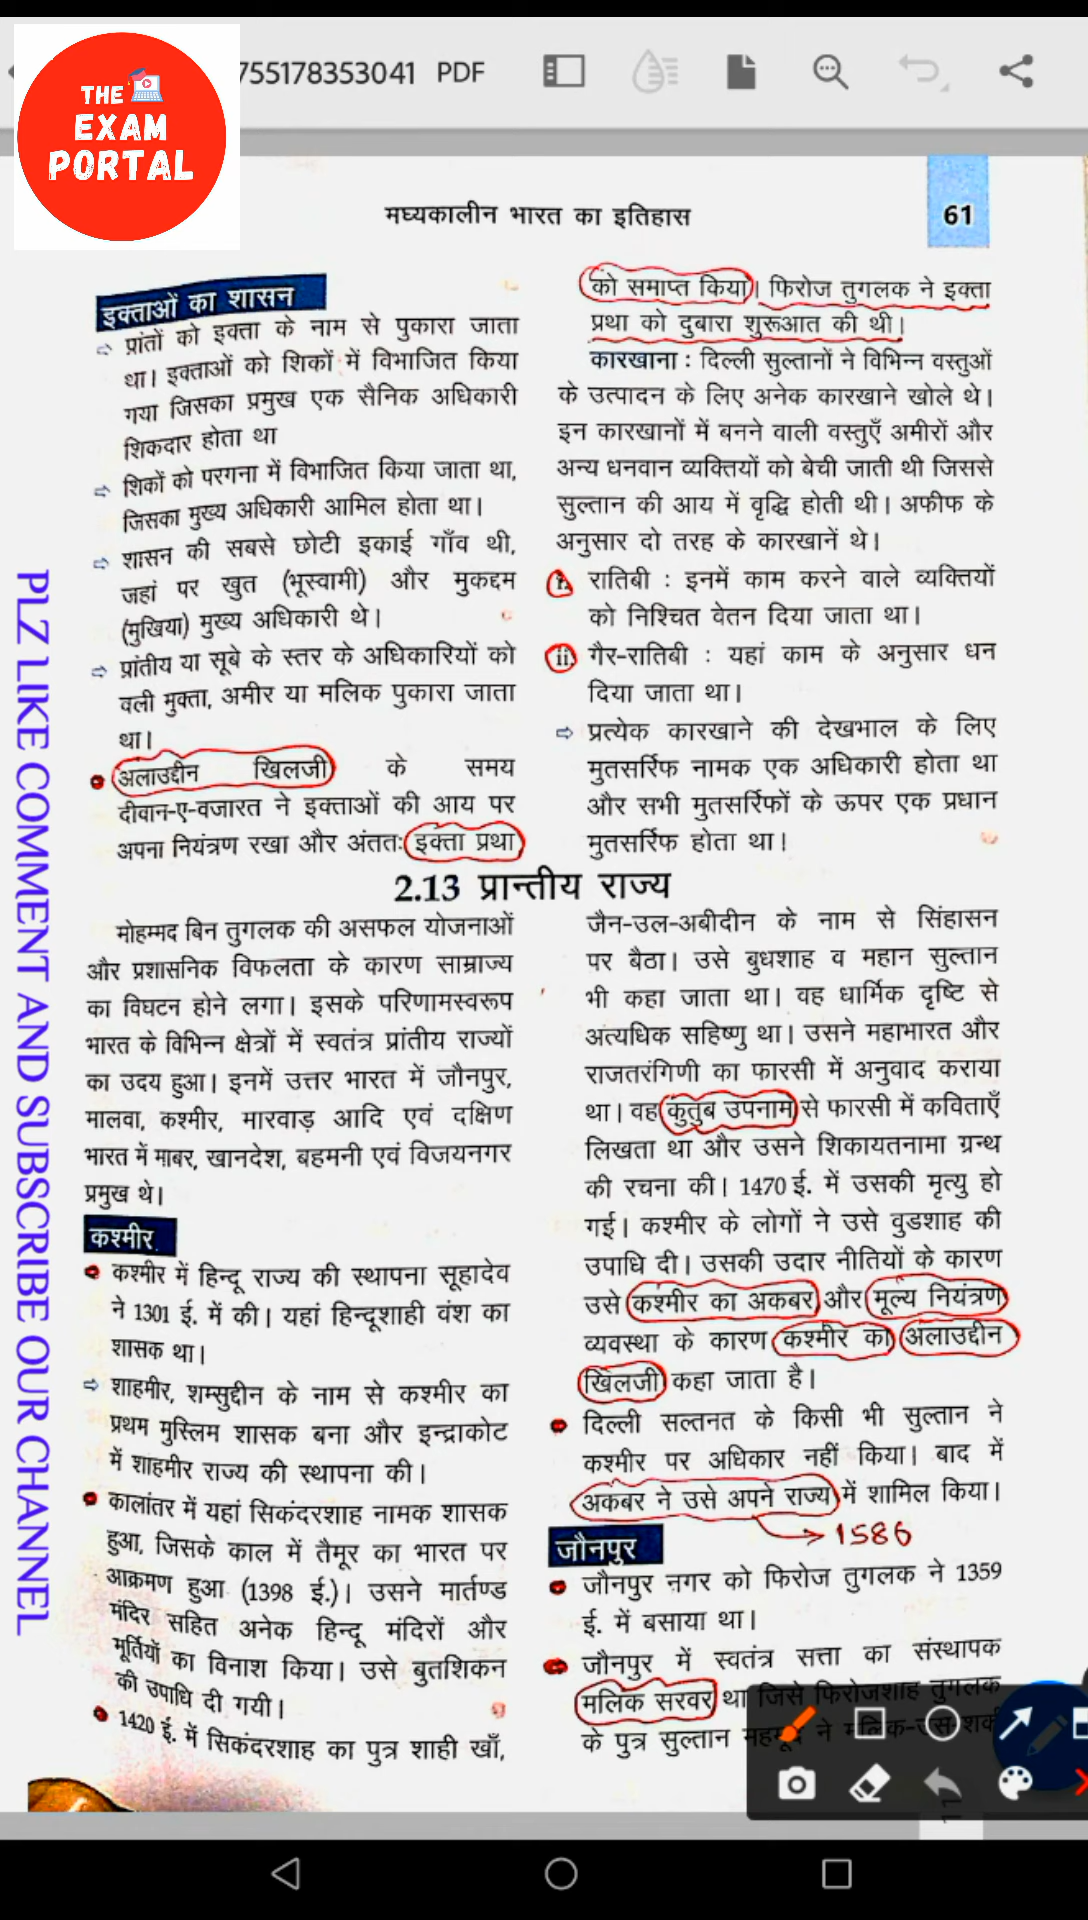 755178353041 PDF
THE
EXAM
PORTAL
मध्यकालीन भारत का इतिहास
61
इक्ताओं का शासन
प्रांतों को इक्ता के नाम से पुकारा जाता
था। इक्ताओं को शिकों में विभाजित किया
गया जिसका प्रमुख एक सैनिक अधिकारी
शिकदार होता था
शिकों को परगना में विभाजित किया जाता था,
जिसका मुख्य अधिकारी आमिल होता था।
शासन की सबसे छोटी इकाई गाँव थी,
जहां पर खुत (भूस्वामी) और मुकद्दम
(मुखिया) मुख्य अधिकारी थे।
प्रांतीय या सूबे के स्तर के अधिकारियों को
वली मुक्ता, अमीर या मलिक पुकारा जाता
था।
अलाउद्दीन खिलजी के समय
दीवान-ए-वजारत ने इक्ताओं की आय पर
अपना नियंत्रण रखा और अंततः इक्ता प्रथा
को समाप्त किया। फिरोज तुगलक ने इक्ता
प्रथा को दुबारा शुरूआत की थी।
कारखाना : दिल्ली सुल्तानों ने विभिन्न वस्तुओं
के उत्पादन के लिए अनेक कारखाने खोले थे।
इन कारखानों में बनने वाली वस्तुएँ अमीरों और
अन्य धनवान व्यक्तियों को बेची जाती थी जिससे
सुल्तान की आय में वृद्धि होती थी। अफीफ के
अनुसार दो तरह के कारखानें थे।
i. रातिबी : इनमें काम करने वाले व्यक्तियों
को निश्चित वेतन दिया जाता था।
ii. गैर-रातिबी : यहां काम के अनुसार धन
दिया जाता था।
प्रत्येक कारखाने की देखभाल के लिए
मुतसर्रिफ नामक एक अधिकारी होता था
और सभी मुतसर्रिफों के ऊपर एक प्रधान
मुतसर्रिफ होता था।
2.13 प्रान्तीय राज्य
मोहम्मद बिन तुगलक की असफल योजनाओं
और प्रशासनिक विफलता के कारण साम्राज्य
का विघटन होने लगा। इसके परिणामस्वरूप
भारत के विभिन्न क्षेत्रों में स्वतंत्र प्रांतीय राज्यों
का उदय हुआ। इनमें उत्तर भारत में जौनपुर,
मालवा, कश्मीर, मारवाड़ आदि एवं दक्षिण
भारत में माबर, खानदेश, बहमनी एवं विजयनगर
प्रमुख थे।
कश्मीर
कश्मीर में हिन्दू राज्य की स्थापना सूहादेव
ने 1301 ई. में की। यहां हिन्दूशाही वंश का
शासक था।
शाहमीर, शम्सुद्दीन के नाम से कश्मीर का
प्रथम मुस्लिम शासक बना और इन्द्राकोट
में शाहमीर राज्य की स्थापना की।
कालांतर में यहां सिकंदरशाह नामक शासक
हुआ, जिसके काल में तैमूर का भारत पर
आक्रमण हुआ (1398 ई.)। उसने मार्तण्ड
मंदिर सहित अनेक हिन्दू मंदिरों और
मूर्तियों का विनाश किया। उसे बुतशिकन
की उपाधि दी गयी।
1420 ई. में सिकंदरशाह का पुत्र शाही खाँ,
जैन-उल-अबीदीन के नाम से सिंहासन
पर बैठा। उसे बुधशाह व महान सुल्तान
भी कहा जाता था। वह धार्मिक दृष्टि से
अत्यधिक सहिष्णु था। उसने महाभारत और
राजतरंगिणी का फारसी में अनुवाद कराया
था। वह कुतुब उपनाम से फारसी में कविताएँ
लिखता था और उसने शिकायतनामा ग्रन्थ
की रचना की। 1470 ई. में उसकी मृत्यु हो
गई। कश्मीर के लोगों ने उसे वुडशाह की
उपाधि दी। उसकी उदार नीतियों के कारण
उसे कश्मीर का अकबर और मूल्य नियंत्रण
व्यवस्था के कारण कश्मीर का अलाउद्दीन
खिलजी कहा जाता है।
दिल्ली सल्तनत के किसी भी सुल्तान ने
कश्मीर पर अधिकार नहीं किया। बाद में
अकबर ने उसे अपने राज्य में शामिल किया।
1586
जौनपुर
जौनपुर नगर को फिरोज तुगलक ने 1359
ई. में बसाया था।
जौनपुर में स्वतंत्र सत्ता का संस्थापक
मलिक सरवर था जिसे फिरोजशाह तुगलक
के पुत्र सुल्तान महमूद ने मलिक-उस-शर्क
PLZ LIKE COMMENT AND SUBSCRIBE OUR CHANNEL